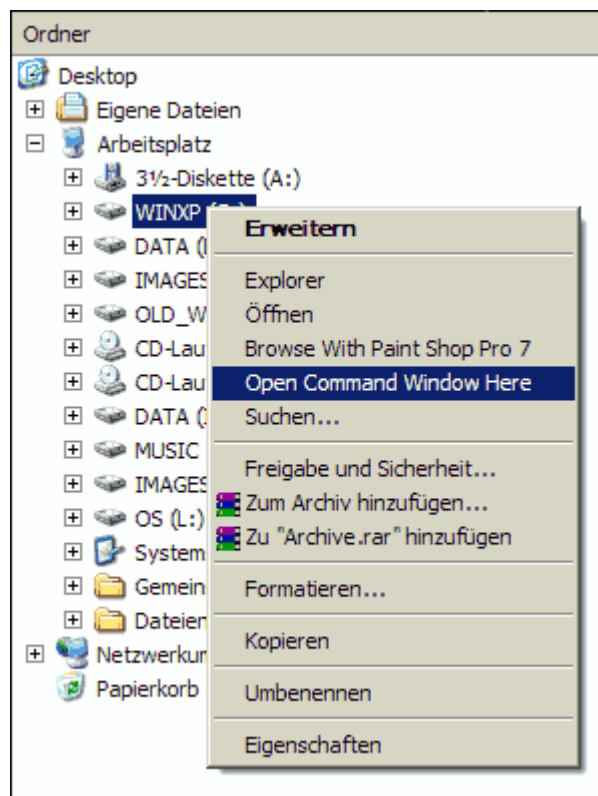 Ordner
Desktop
Eigene Dateien
Arbeitsplatz
3½-Diskette (A:)
WINXP
DATA
IMAGES
OLD_W
CD-Lau
CD-Lau
DATA
MUSIC
IMAGES
OS (L:)
System
Gemein
Dateien
Netzwerkun
Papierkorb
Erweitern
Explorer
Öffnen
Browse With Paint Shop Pro 7
Open Command Window Here
Suchen...
Freigabe und Sicherheit...
Zum Archiv hinzufügen...
Zu "Archive.rar" hinzufügen
Formatieren...
Kopieren
Umbenennen
Eigenschaften